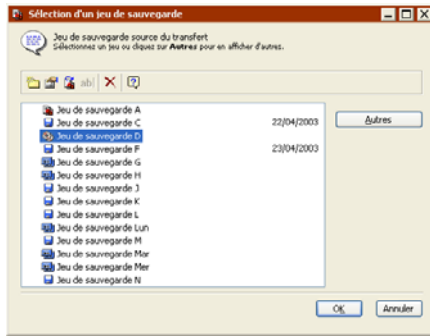 Sélection d'un jeu de sauvegarde
Jeu de sauvegarde source du transfert
Sélectionnez un jeu ou cliquez sur Autres pour en afficher d'autres.
ab|
Jeu de sauvegarde A
Jeu de sauvegarde C 22/04/2003
Jeu de sauvegarde D
Jeu de sauvegarde F 23/04/2003
Jeu de sauvegarde G
Jeu de sauvegarde H
Jeu de sauvegarde J
Jeu de sauvegarde K
Jeu de sauvegarde L
Jeu de sauvegarde Lun
Jeu de sauvegarde M
Jeu de sauvegarde Mar
Jeu de sauvegarde Mer
Jeu de sauvegarde N
Autres
OK Annuler